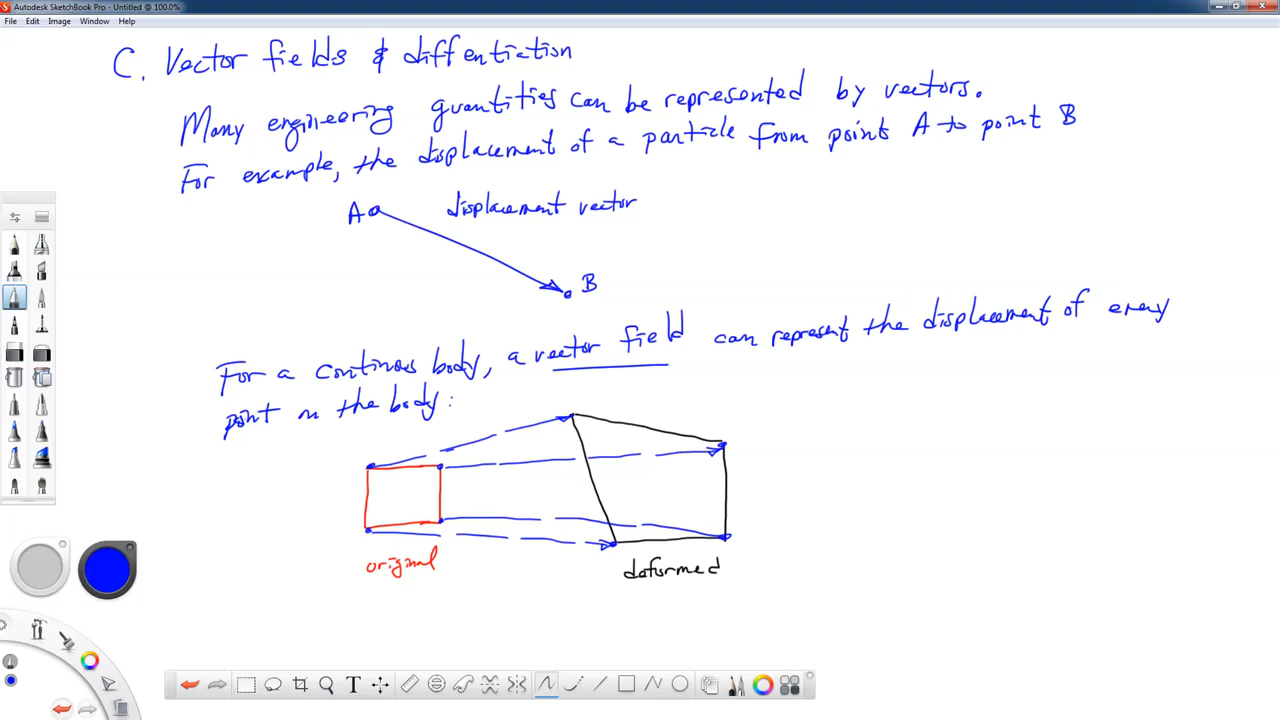 Autodesk SketchBook Pro - Untitled @ 100.0%
File Edit Image Window Help
C. Vector fields & diffentiation
Many engineering quantities can be represented by vectors.
For example, the displacement of a particle from point A to point B
A displacement vector
B
For a continous body, a vector field can represent the displacement of every
point in the body:
original
deformed
T